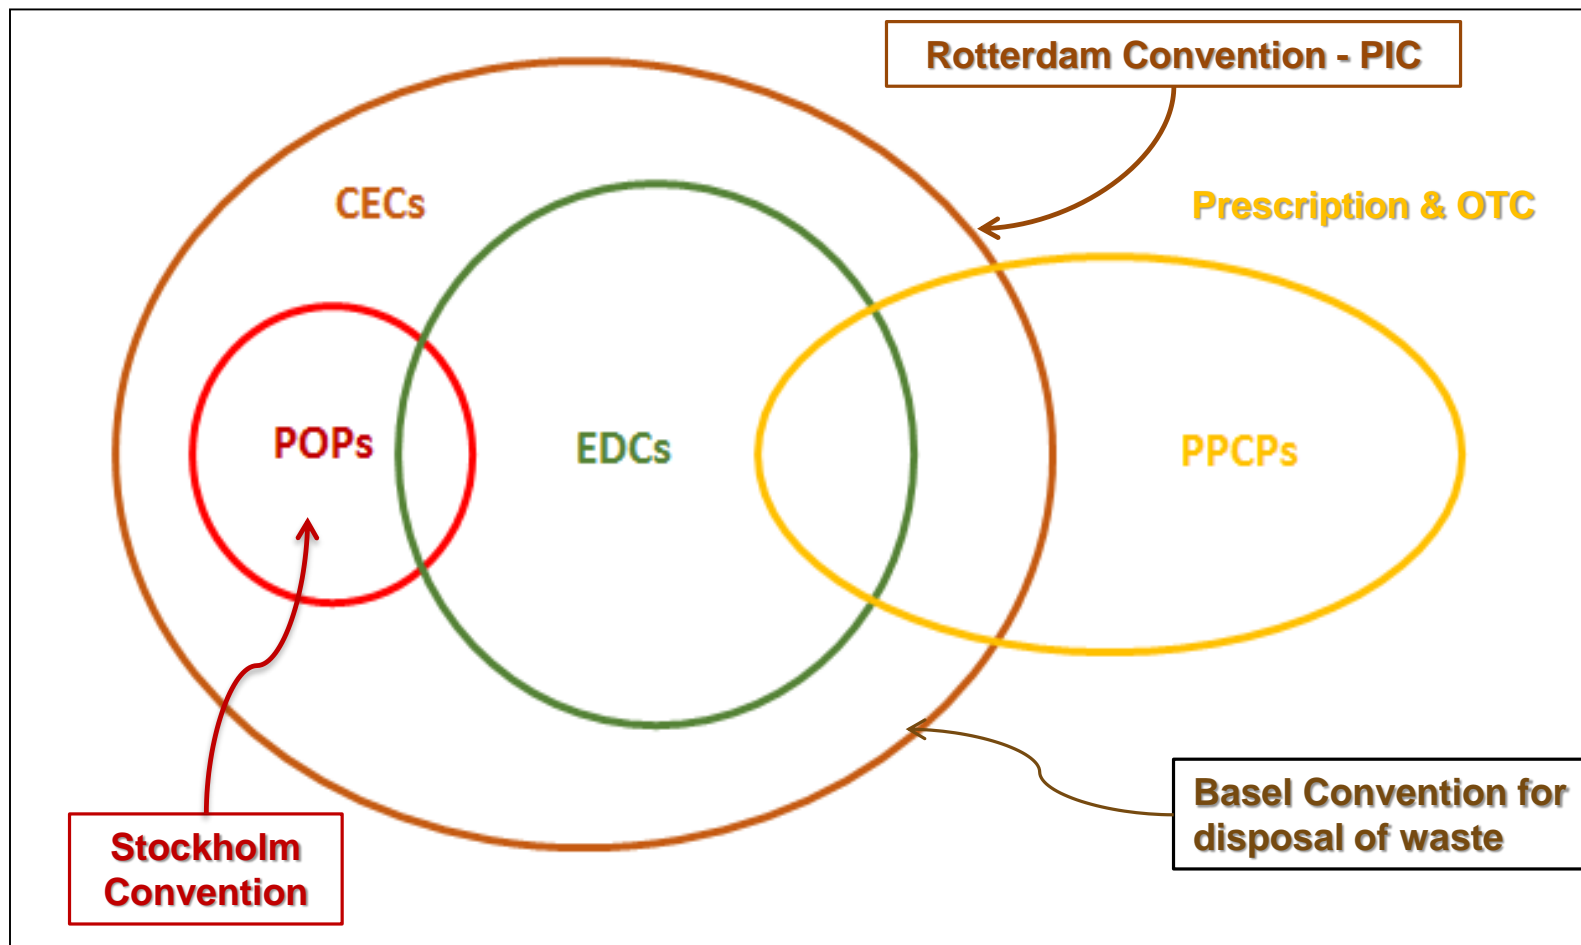 Rotterdam Convention - PIC
CECs
Prescription & OTC
POPs
EDCs
PPCPs
Basel Convention for
disposal of waste
Stockholm
Convention